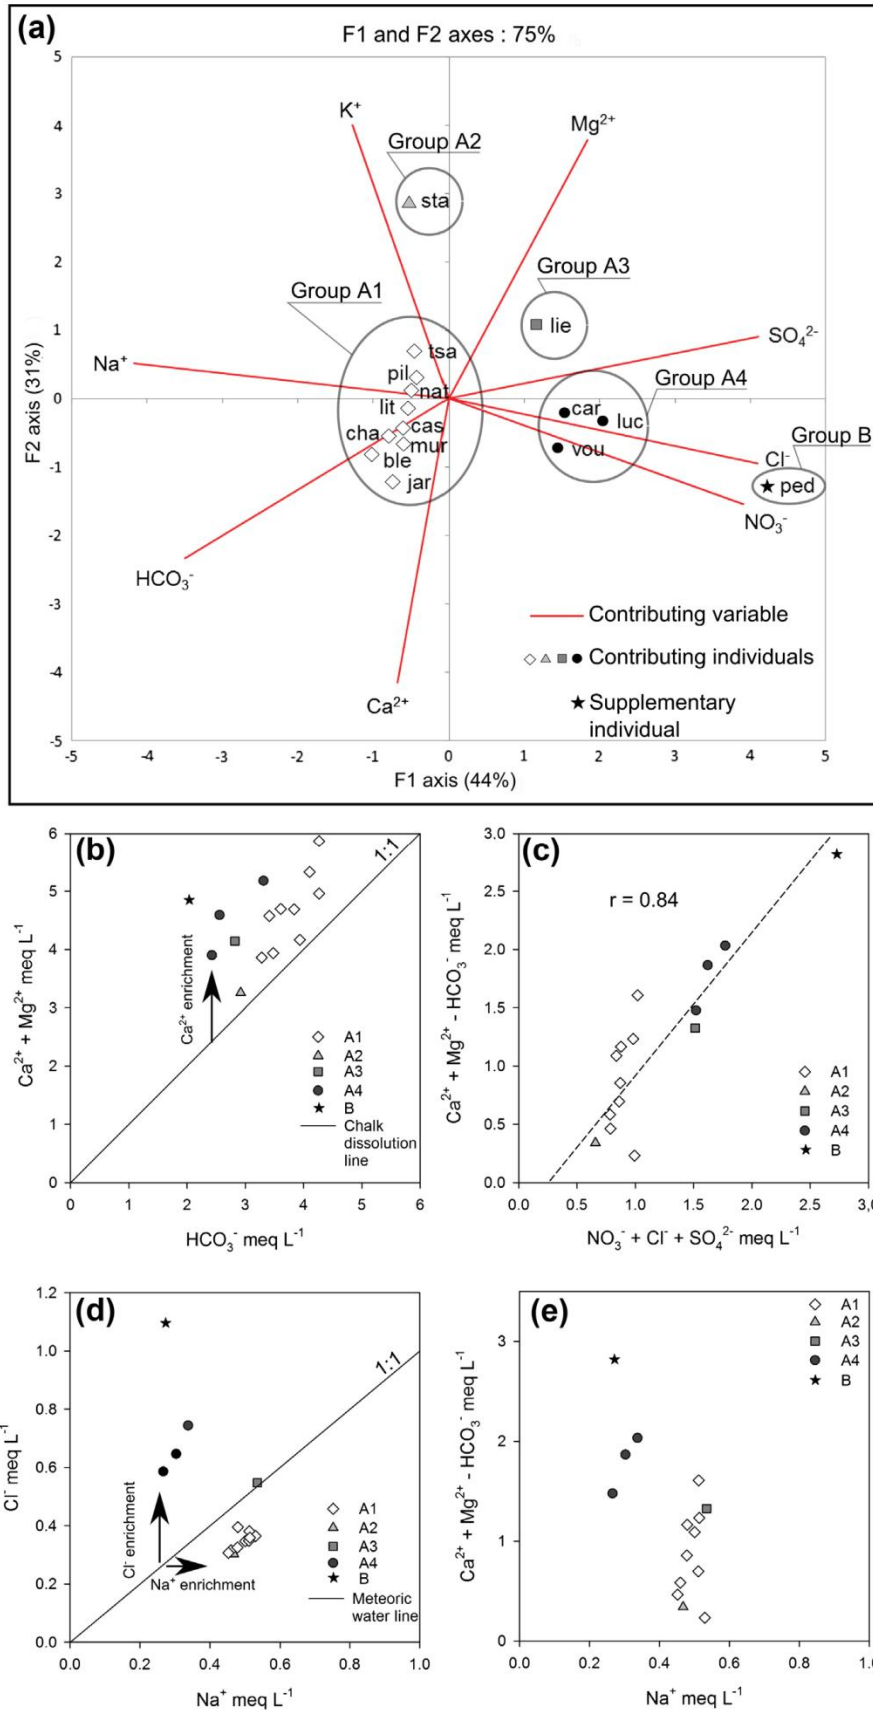 (a)
F1 and F2 axes : 75%
5
4
3
2
1
0
-1
-2
-3
-4
-5
F2 axis (31%)
K⁺
Mg²⁺
Group A2
sta
Group A3
lie
Group A1
SO₄²⁻
Na⁺
tsa
pil
nat
lit
cas
cha
mur
ble
jar
Group A4
car
luc
vou
Group B
Cl⁻
ped
NO₃⁻
HCO₃⁻
Ca²⁺
Contributing variable
Contributing individuals
Supplementary
individual
-5 -4 -3 -2 -1 0 1 2 3 4 5
F1 axis (44%)
(b)
1:1
6
5
4
3
2
1
0
Ca²⁺ + Mg²⁺ meq L⁻¹
Ca²⁺ enrichment
A1
A2
A3
A4
B
Chalk
dissolution
line
0 1 2 3 4 5 6
HCO₃⁻ meq L⁻¹
(c)
r = 0.84
3.0
2.5
2.0
1.5
1.0
0.5
0.0
Ca²⁺ + Mg²⁺ - HCO₃⁻ meq L⁻¹
A1
A2
A3
A4
B
0.0 0.5 1.0 1.5 2.0 2.5 3,0
NO₃⁻ + Cl⁻ + SO₄²⁻ meq L⁻¹
(d)
1:1
1.2
1.0
0.8
0.6
0.4
0.2
0.0
Cl⁻ meq L⁻¹
Cl⁻ enrichment
Na⁺ enrichment
A1
A2
A3
A4
B
Meteoric
water line
0.0 0.2 0.4 0.6 0.8 1.0
Na⁺ meq L⁻¹
(e)
A1
A2
A3
A4
B
3
2
1
0
Ca²⁺ + Mg²⁺ - HCO₃⁻ meq L⁻¹
0.0 0.2 0.4 0.6 0.8
Na⁺ meq L⁻¹